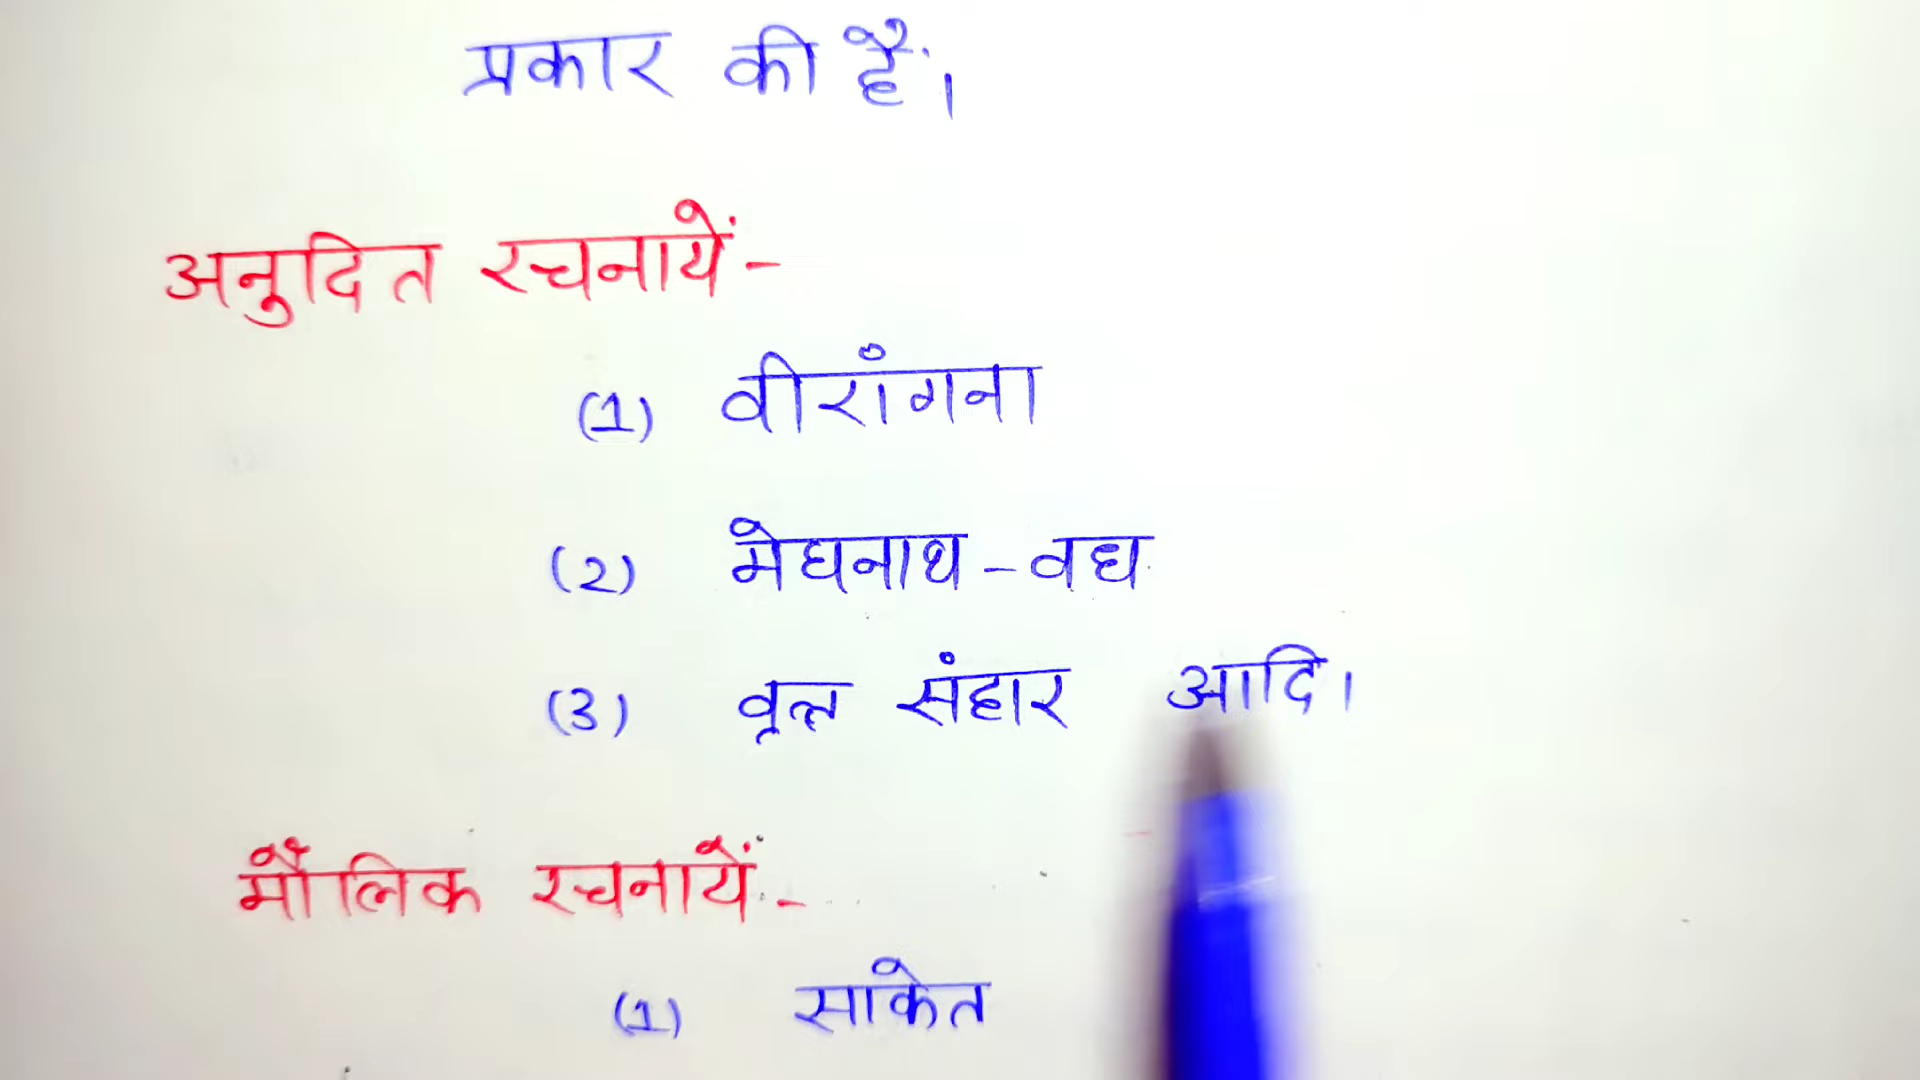 प्रकार की हैं।
अनुदित रचनायें-
(1) वीरांगना
(2) मेघनाथ-वध
(3) वृत्त संहार आदि।
मौलिक रचनायें-
(1) साकेत